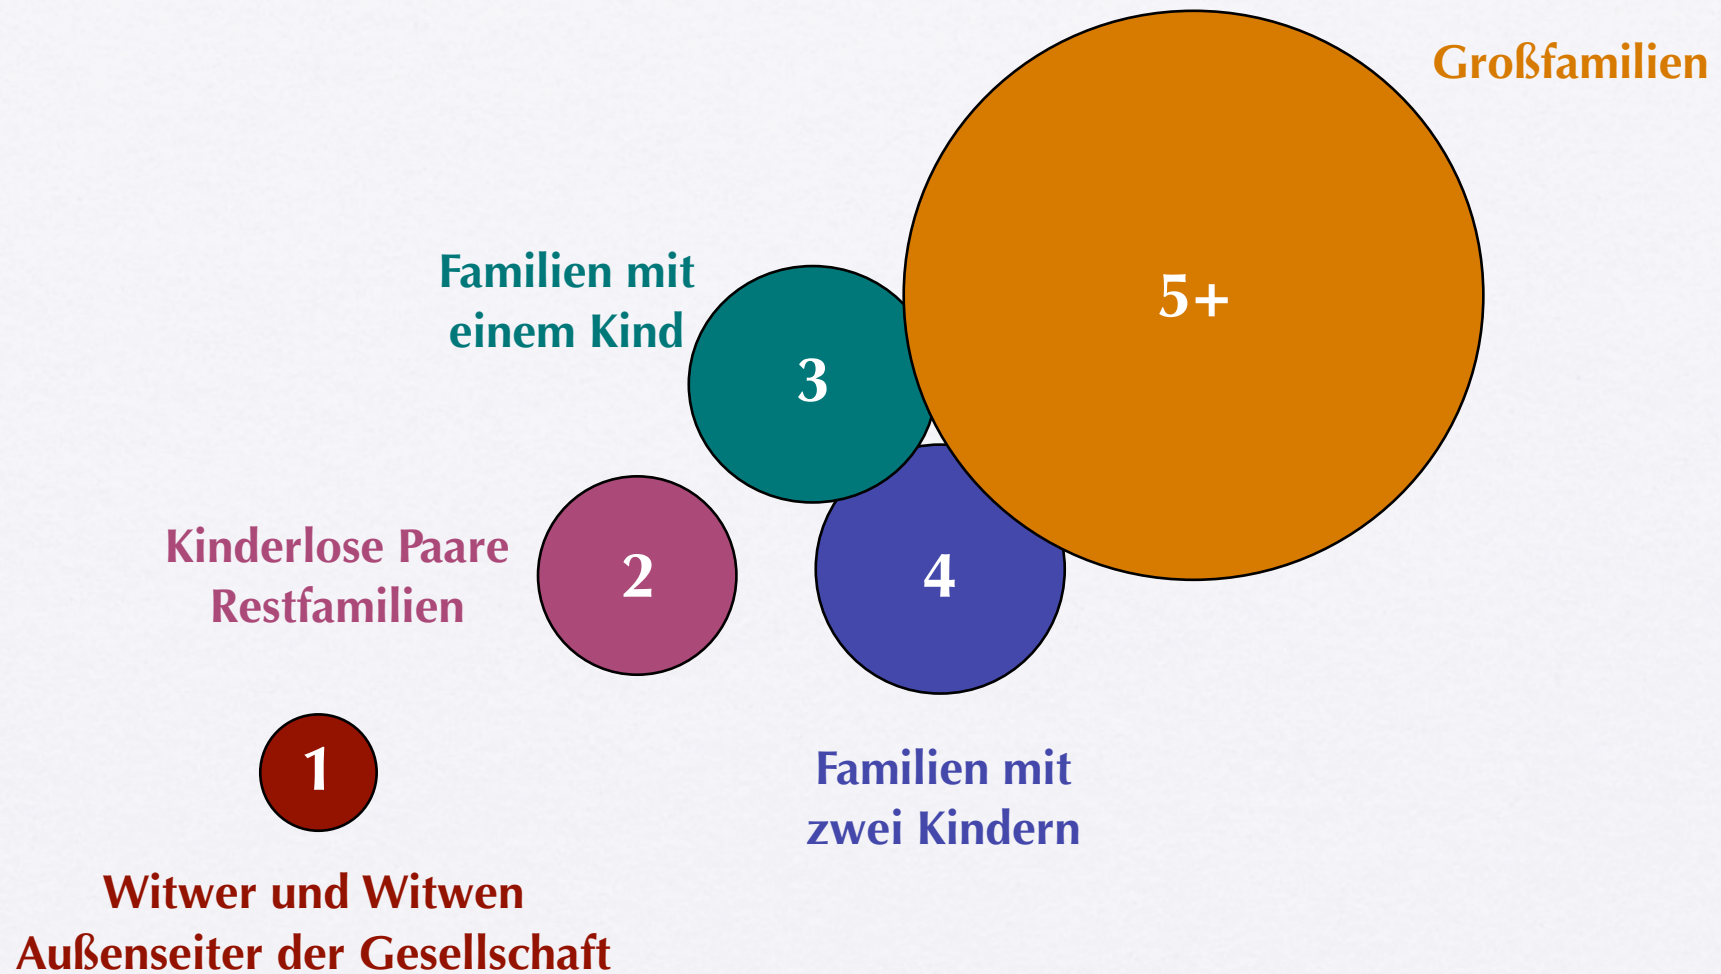 Großfamilien
5+
Familien mit
einem Kind
3
Kinderlose Paare
Restfamilien
2
4
1
Familien mit
zwei Kindern
Witwer und Witwen
Außenseiter der Gesellschaft